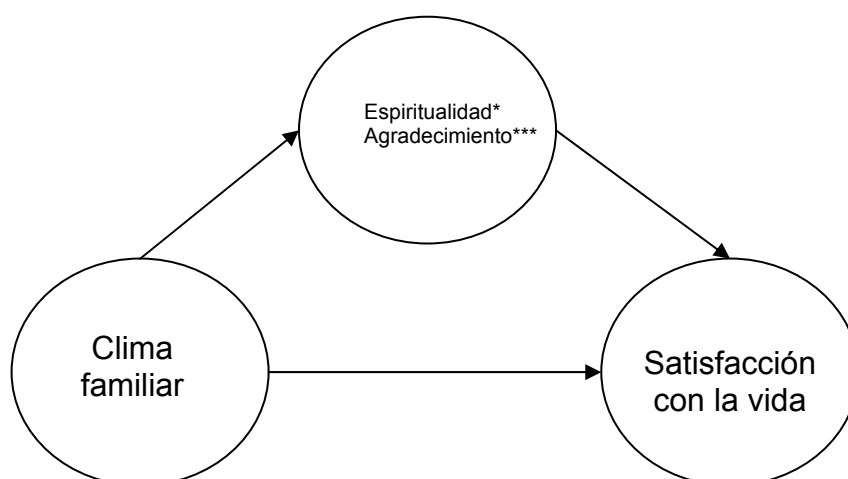 Espiritualidad*
Agradecimiento***
Clima
familiar
Satisfacción
con la vida